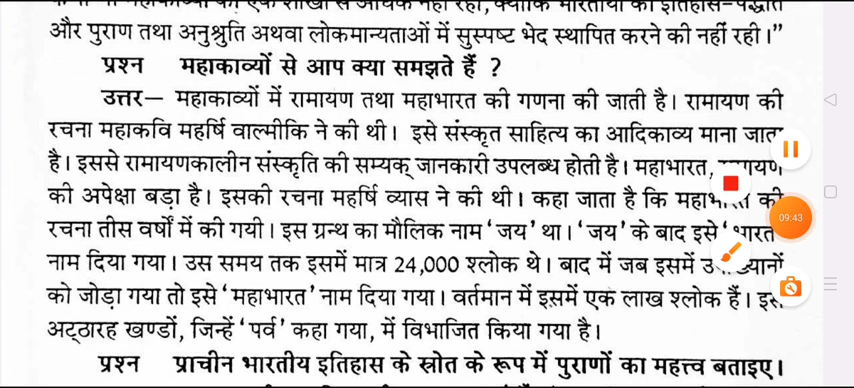 और पुराण तथा अनुश्रुति अथवा लोकमान्यताओं में सुस्पष्ट भेद स्थापित करने की नहीं रही।”
प्रश्न महाकाव्यों से आप क्या समझते हैं ?
उत्तर— महाकाव्यों में रामायण तथा महाभारत की गणना की जाती है। रामायण की
रचना महाकवि महर्षि वाल्मीकि ने की थी। इसे संस्कृत साहित्य का आदिकाव्य माना जाता
है। इससे रामायणकालीन संस्कृति की सम्यक् जानकारी उपलब्ध होती है। महाभारत,
की अपेक्षा बड़ा है। इसकी रचना महर्षि व्यास ने की थी। कहा जाता है कि महाभारत की
रचना तीस वर्षों में की गयी। इस ग्रन्थ का मौलिक नाम ‘जय’ था। ‘जय’ के बाद इसे ‘भारत’
09:43
नाम दिया गया। उस समय तक इसमें मात्र 24,000 श्लोक थे। बाद में जब इसमें
को जोड़ा गया तो इसे ‘महाभारत’ नाम दिया गया। वर्तमान में इसमें एक लाख श्लोक हैं। इसे
अट्ठारह खण्डों, जिन्हें ‘पर्व’ कहा गया, में विभाजित किया गया है।
प्रश्न प्राचीन भारतीय इतिहास के स्रोत के रूप में पुराणों का महत्त्व बताइए।